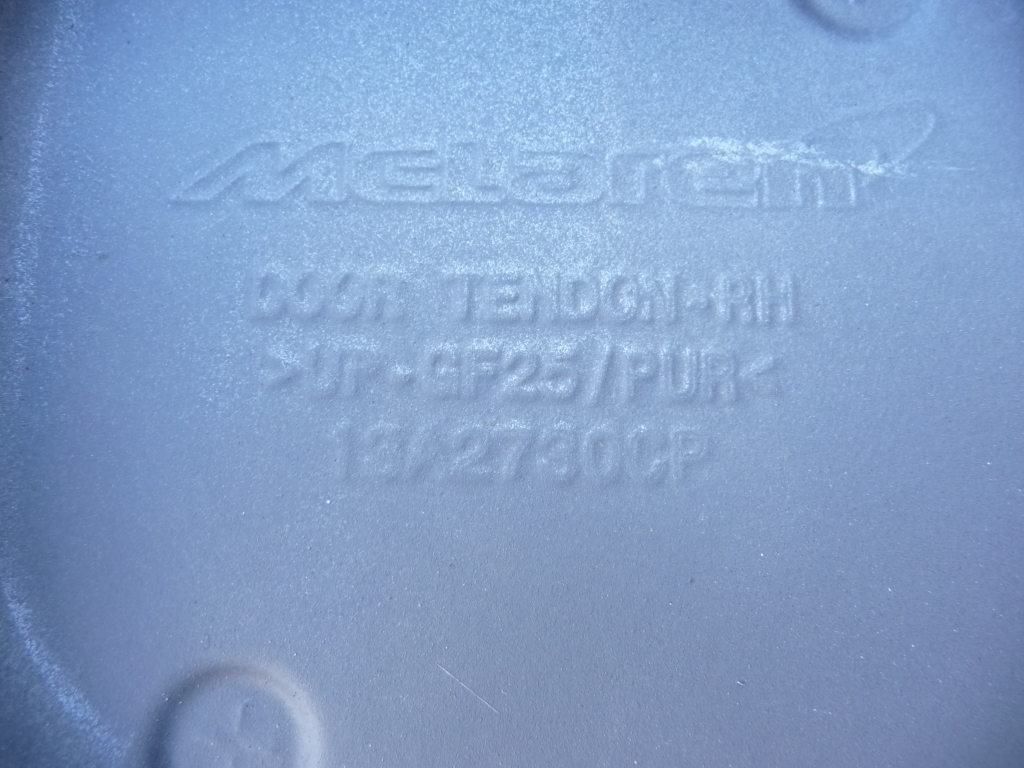 McLaren
DOOR TENDON-RH
>UP-GF25/PUR<
13A2730CP